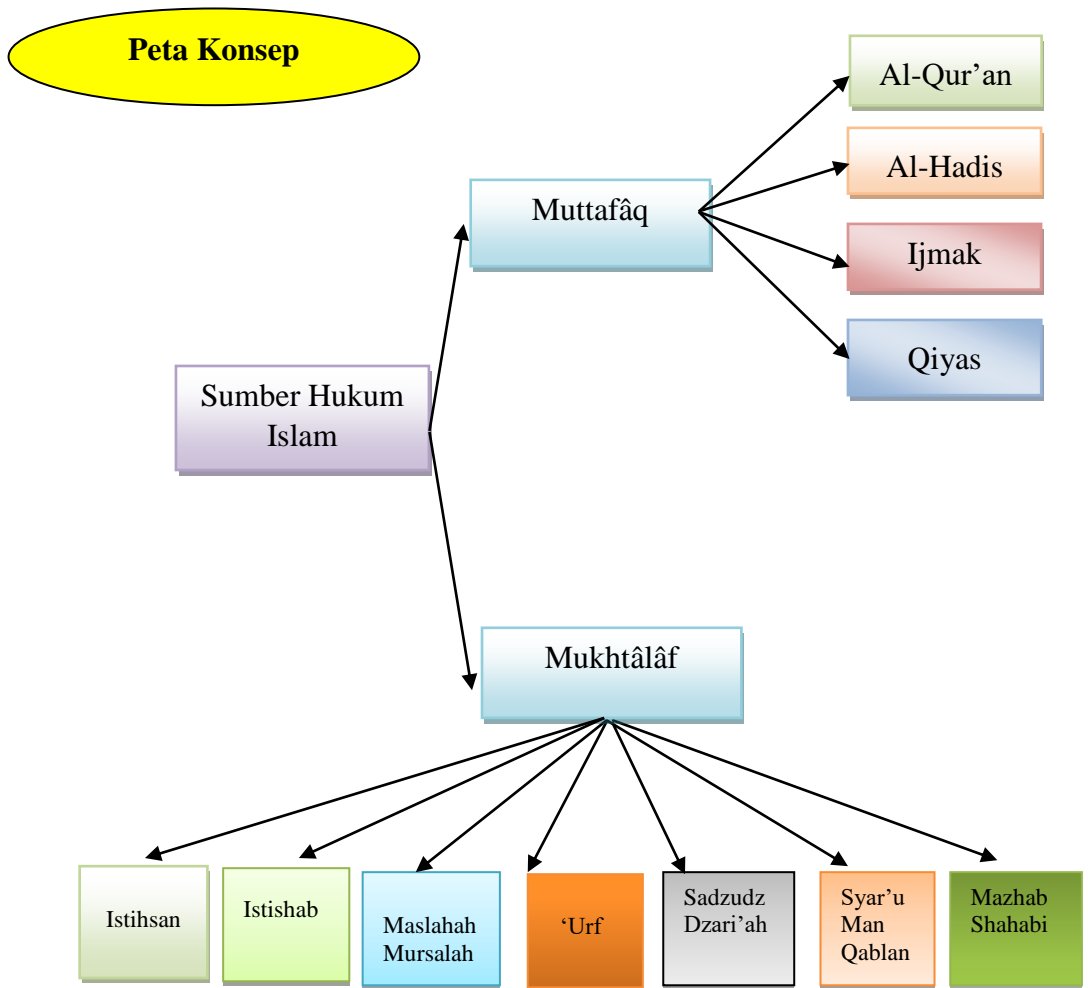 Peta Konsep
Al-Qur’an
Al-Hadis
Muttafâq
Ijmak
Qiyas
Sumber Hukum
Islam
Mukhtâlâf
Istihsan
Istishab
Maslahah
Mursalah
‘Urf
Sadzudz
Dzari’ah
Syar’u
Man
Qablan
Mazhab
Shahabi